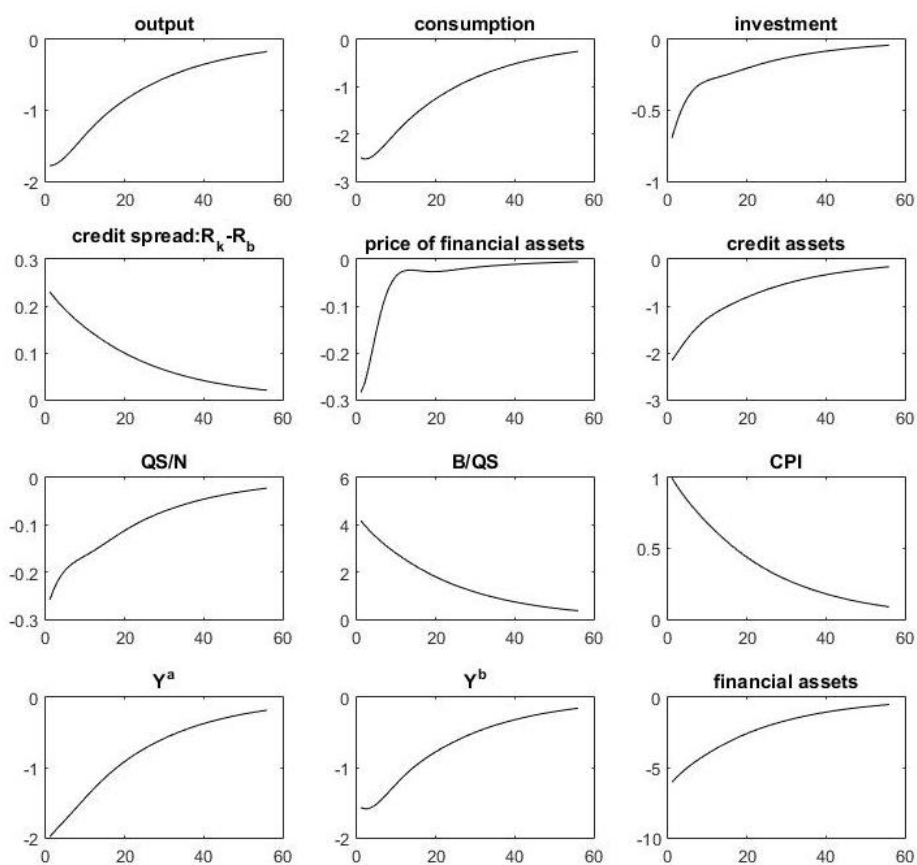 output
0
-1
-2
0 20 40 60
consumption
0
-1
-2
-3
0 20 40 60
investment
0
-0.5
-1
0 20 40 60
credit spread:R_k-R_b
0.3
0.2
0.1
0
0 20 40 60
price of financial assets
0
-0.1
-0.2
-0.3
0 20 40 60
credit assets
0
-1
-2
-3
0 20 40 60
QS/N
0
-0.1
-0.2
-0.3
0 20 40 60
B/QS
6
4
2
0
0 20 40 60
CPI
1
0.5
0
0 20 40 60
Y^a
0
-1
-2
0 20 40 60
Y^b
0
-1
-2
0 20 40 60
financial assets
0
-5
-10
0 20 40 60